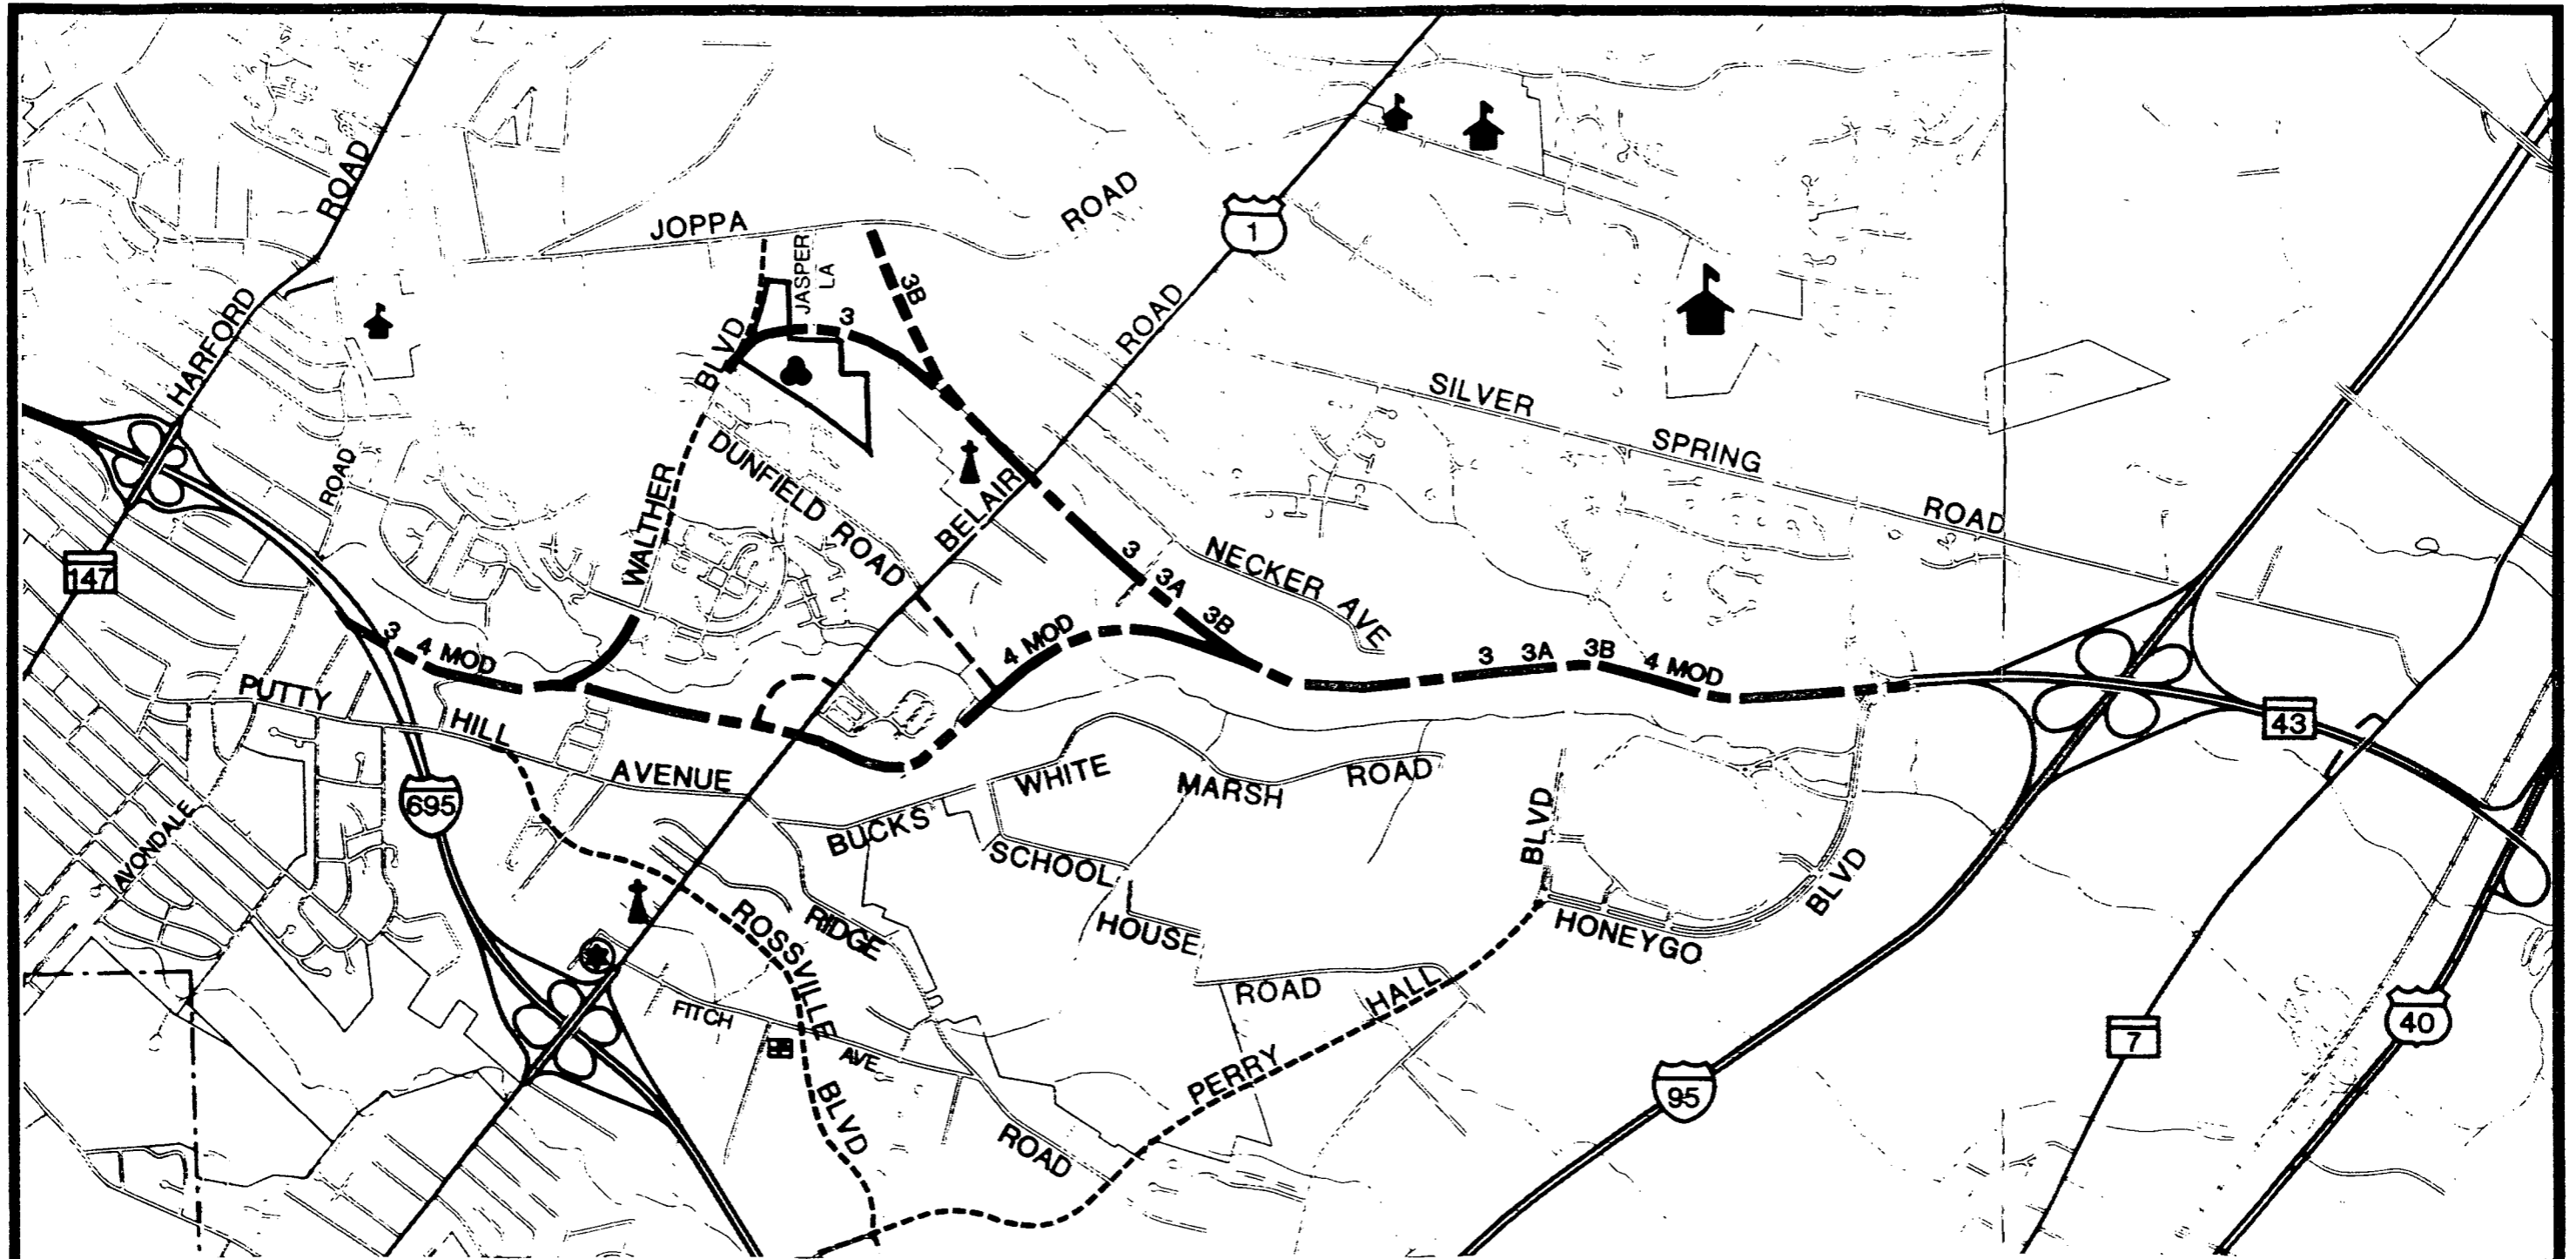 ROAD
JOPPA
ROAD
1
JASPER
LA
3B
HARFORD
BLVD
3
ROAD
SILVER
SPRING
ROAD
ROAD
DUNFIELD ROAD
WALTHER
BELAIR
147
3
3A
3B
NECKER AVE
3
4 MOD
4 MOD
3
3A
3B
4 MOD
PUTTY
HILL
AVENUE
43
695
AVONDALE
BUCKS
WHITE
MARSH
ROAD
SCHOOL
HOUSE
ROAD
BLVD
HONEYGO
BLVD
ROSSVILLE
BLVD
RIDGE
ROAD
FITCH
AVE
PERRY
HALL
95
7
40